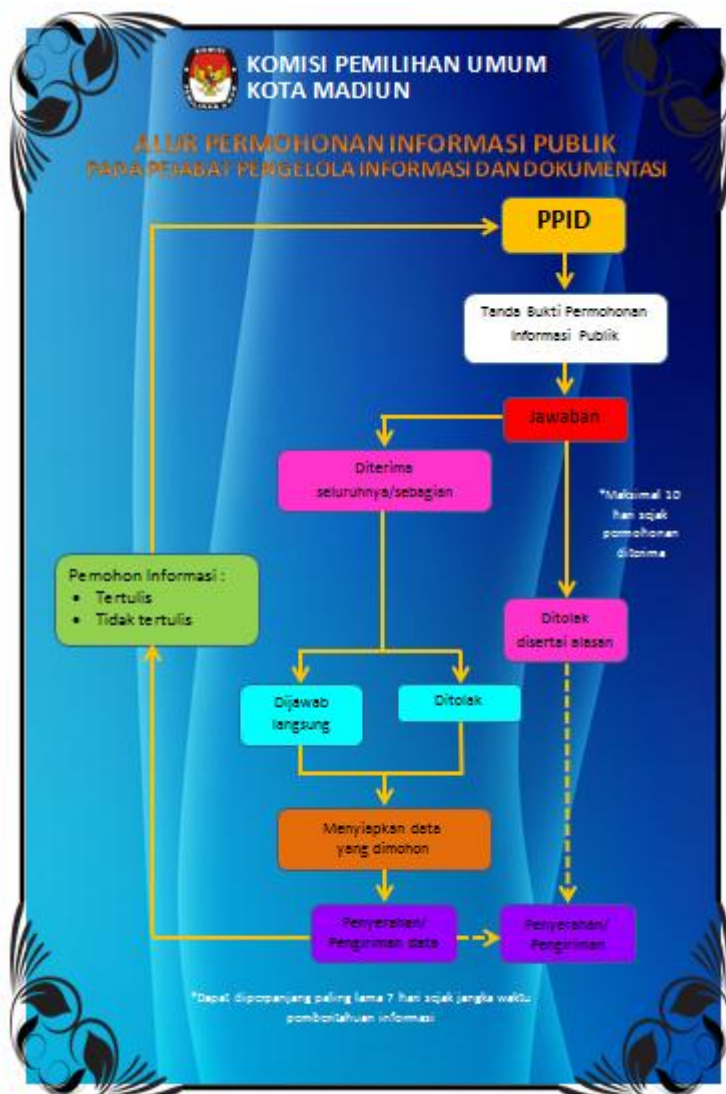 KOMISI PEMILIHAN UMUM
KOTA MADIUN
ALUR PERMOHONAN INFORMASI PUBLIK
PADA PEJABAT PENGELOLA INFORMASI DAN DOKUMENTASI
PPID
Tanda Bukti Permohonan
Informasi Publik
Jawaban
Diterima
seluruhnya/sebagian
*Maksimal 10
hari sejak
permohonan
diterima
Pemohon Informasi :
• Tertulis
• Tidak tertulis
Ditolak
disertai alasan
Dijawab
langsung
Ditolak
Menyiapkan data
yang dimohon
Penyerahan/
Pengiriman data
Penyerahan/
Pengiriman
*Dapat diperpanjang paling lama 7 hari sejak jangka waktu
pemberitahuan informasi